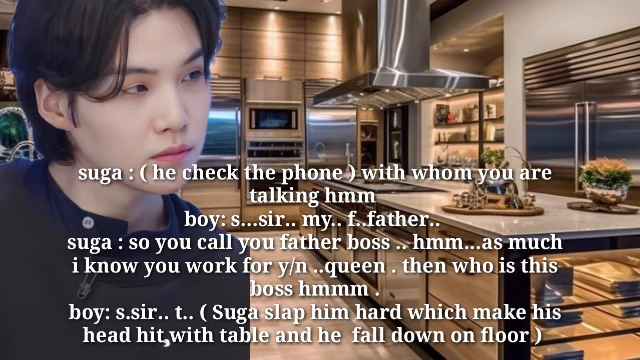 suga : ( he check the phone ) with whom you are
talking hmm
boy: s...sir.. my.. f..father..
suga : so you call you father boss .. hmm...as much
i know you work for y/n ..queen . then who is this
boss hmmm .
boy: s.sir.. t.. ( Suga slap him hard which make his
head hit with table and he fall down on floor )